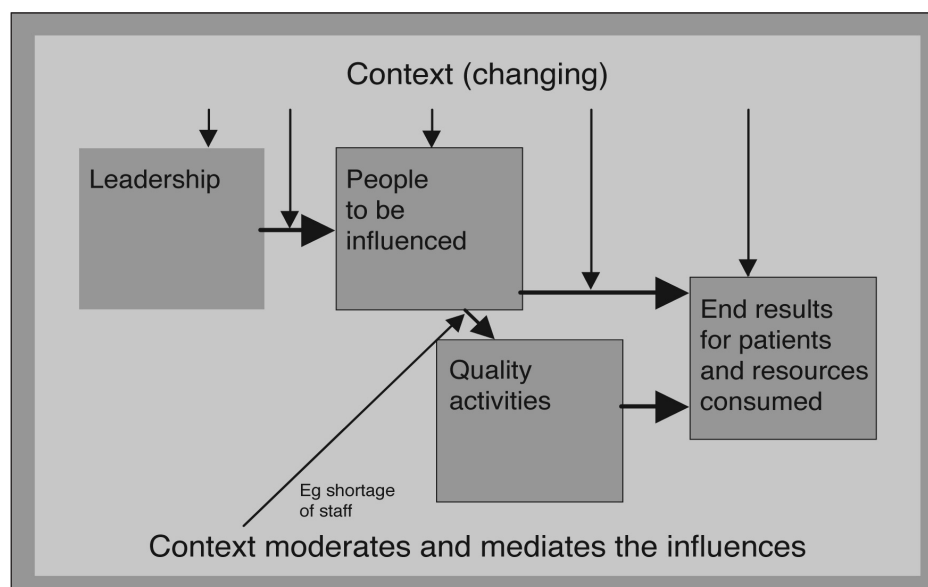 Context (changing)
Leadership
People
to be
influenced
End results
for patients
and resources
consumed
Quality
activities
Eg shortage
of staff
Context moderates and mediates the influences